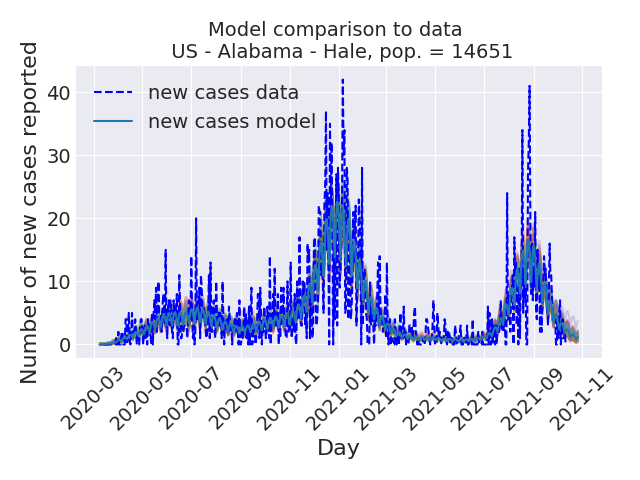 Model comparison to data
US - Alabama - Hale, pop. = 14651
Number of new cases reported
40
30
20
10
0
new cases data
new cases model
2020-03
2020-05
2020-07
2020-09
2020-11
2021-01
2021-03
2021-05
2021-07
2021-09
2021-11
Day